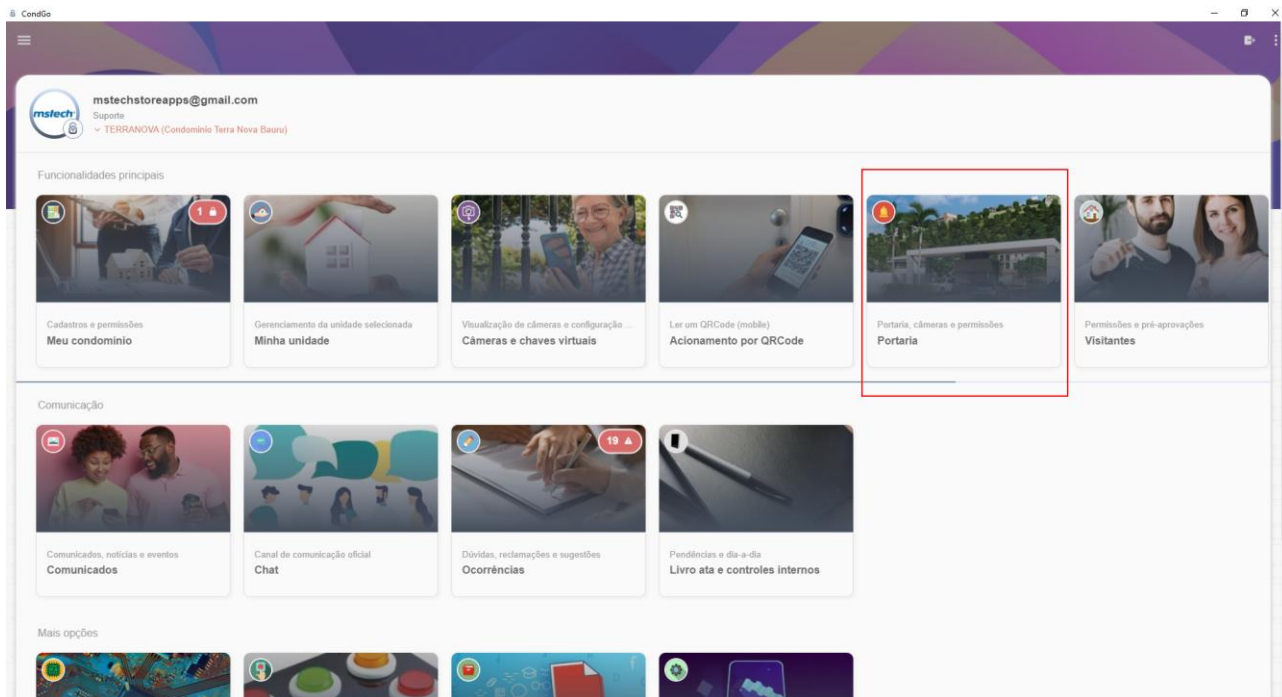 CondGo
mstech
mstechstoreapps@gmail.com
Suporte
TERRANOVA (Condomínio Terra Nova Bauru)
Funcionalidades principais
1
Cadastros e permissões
Meu condomínio
Gerenciamento da unidade selecionada
Minha unidade
Visualização de câmeras e configuração ...
Câmeras e chaves virtuais
Ler um QRCode (mobile)
Acionamento por QRCode
Portaria, câmeras e permissões
Portaria
Permissões e pré-aprovações
Visitantes
Comunicação
19
Comunicados, notícias e eventos
Comunicados
Canal de comunicação oficial
Chat
Dúvidas, reclamações e sugestões
Ocorrências
Pendências e dia-a-dia
Livro ata e controles internos
Mais opções